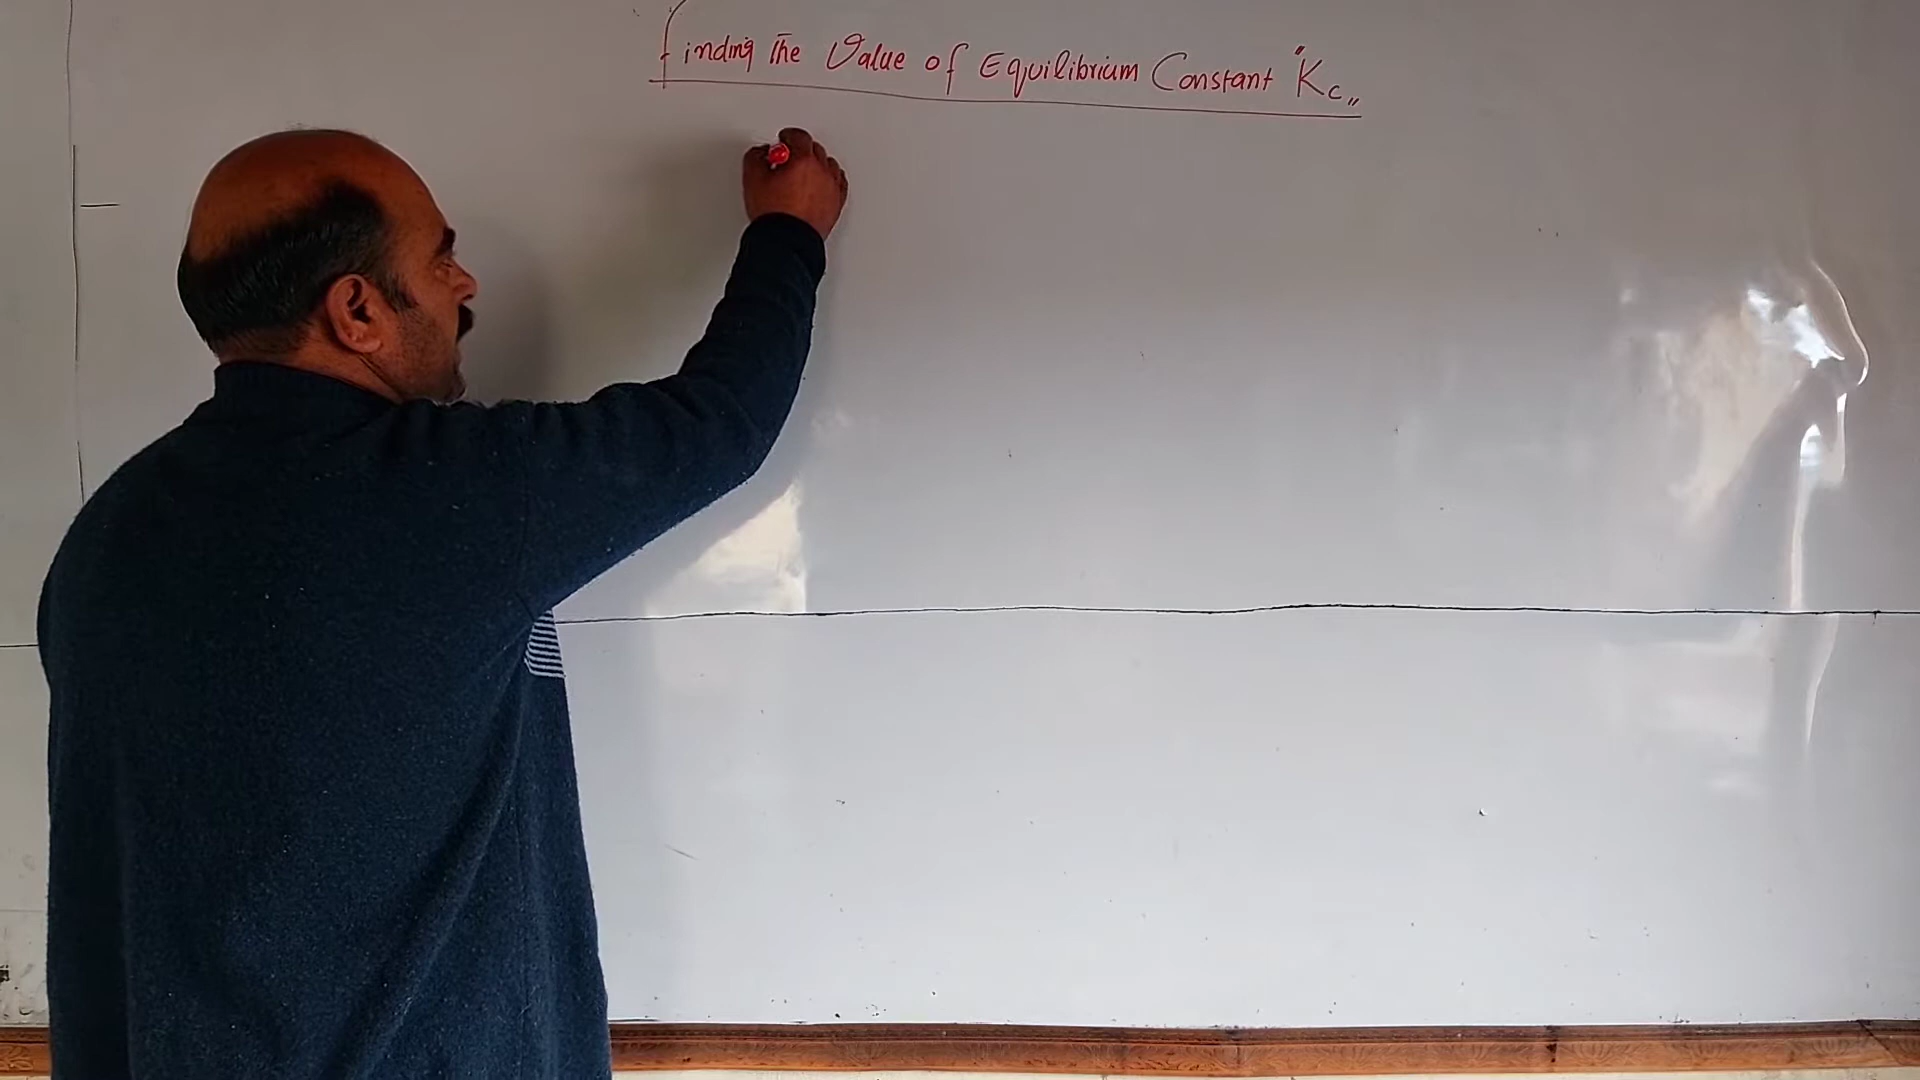 Finding The Value of Equilibrium Constant "Kc"